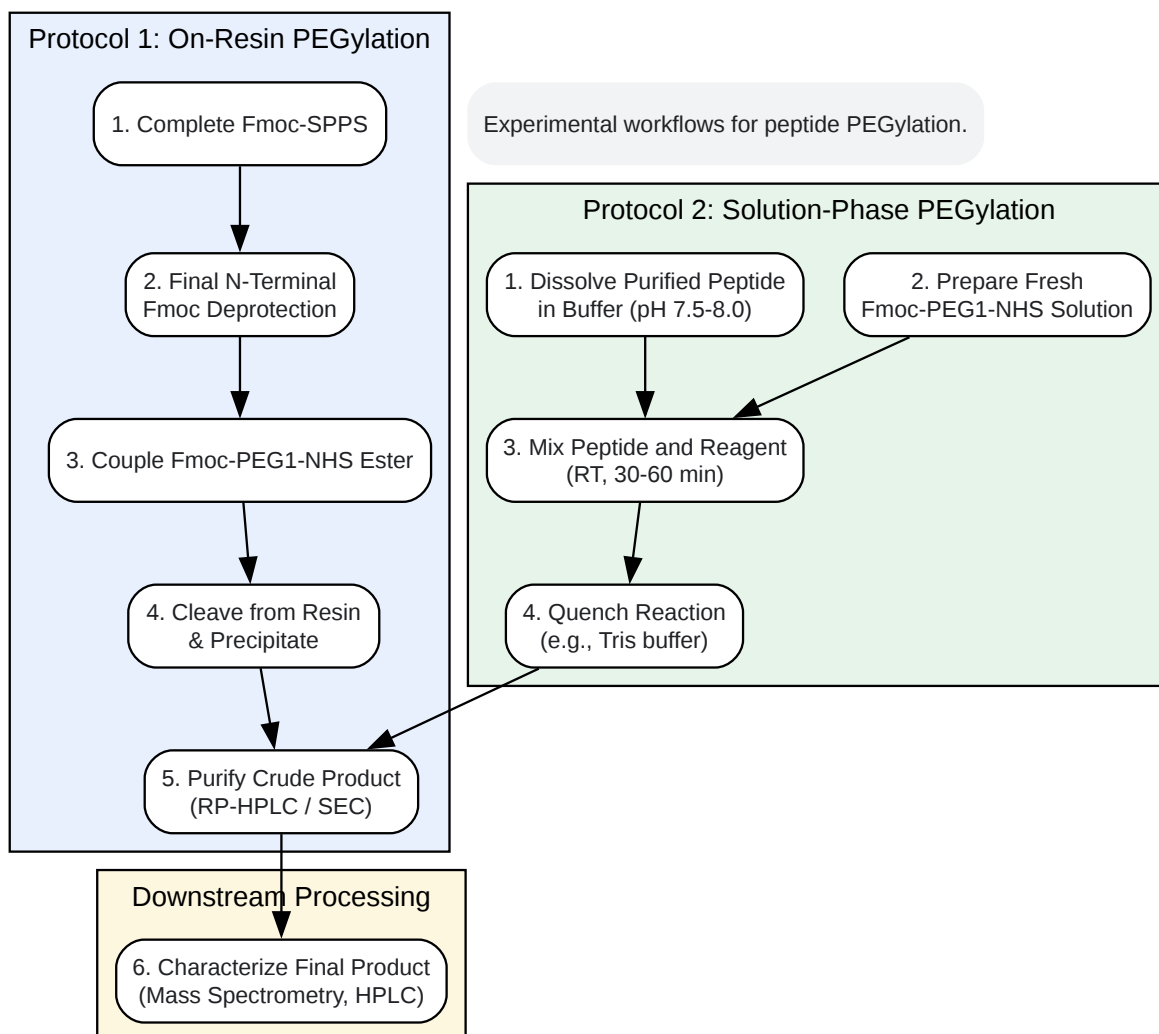 Protocol 1: On-Resin PEGylation
1. Complete Fmoc-SPPS
2. Final N-Terminal
Fmoc Deprotection
3. Couple Fmoc-PEG1-NHS Ester
4. Cleave from Resin
& Precipitate
5. Purify Crude Product
(RP-HPLC / SEC)
Experimental workflows for peptide PEGylation.
Protocol 2: Solution-Phase PEGylation
1. Dissolve Purified Peptide
in Buffer (pH 7.5-8.0)
2. Prepare Fresh
Fmoc-PEG1-NHS Solution
3. Mix Peptide and Reagent
(RT, 30-60 min)
4. Quench Reaction
(e.g., Tris buffer)
Downstream Processing
6. Characterize Final Product
(Mass Spectrometry, HPLC)